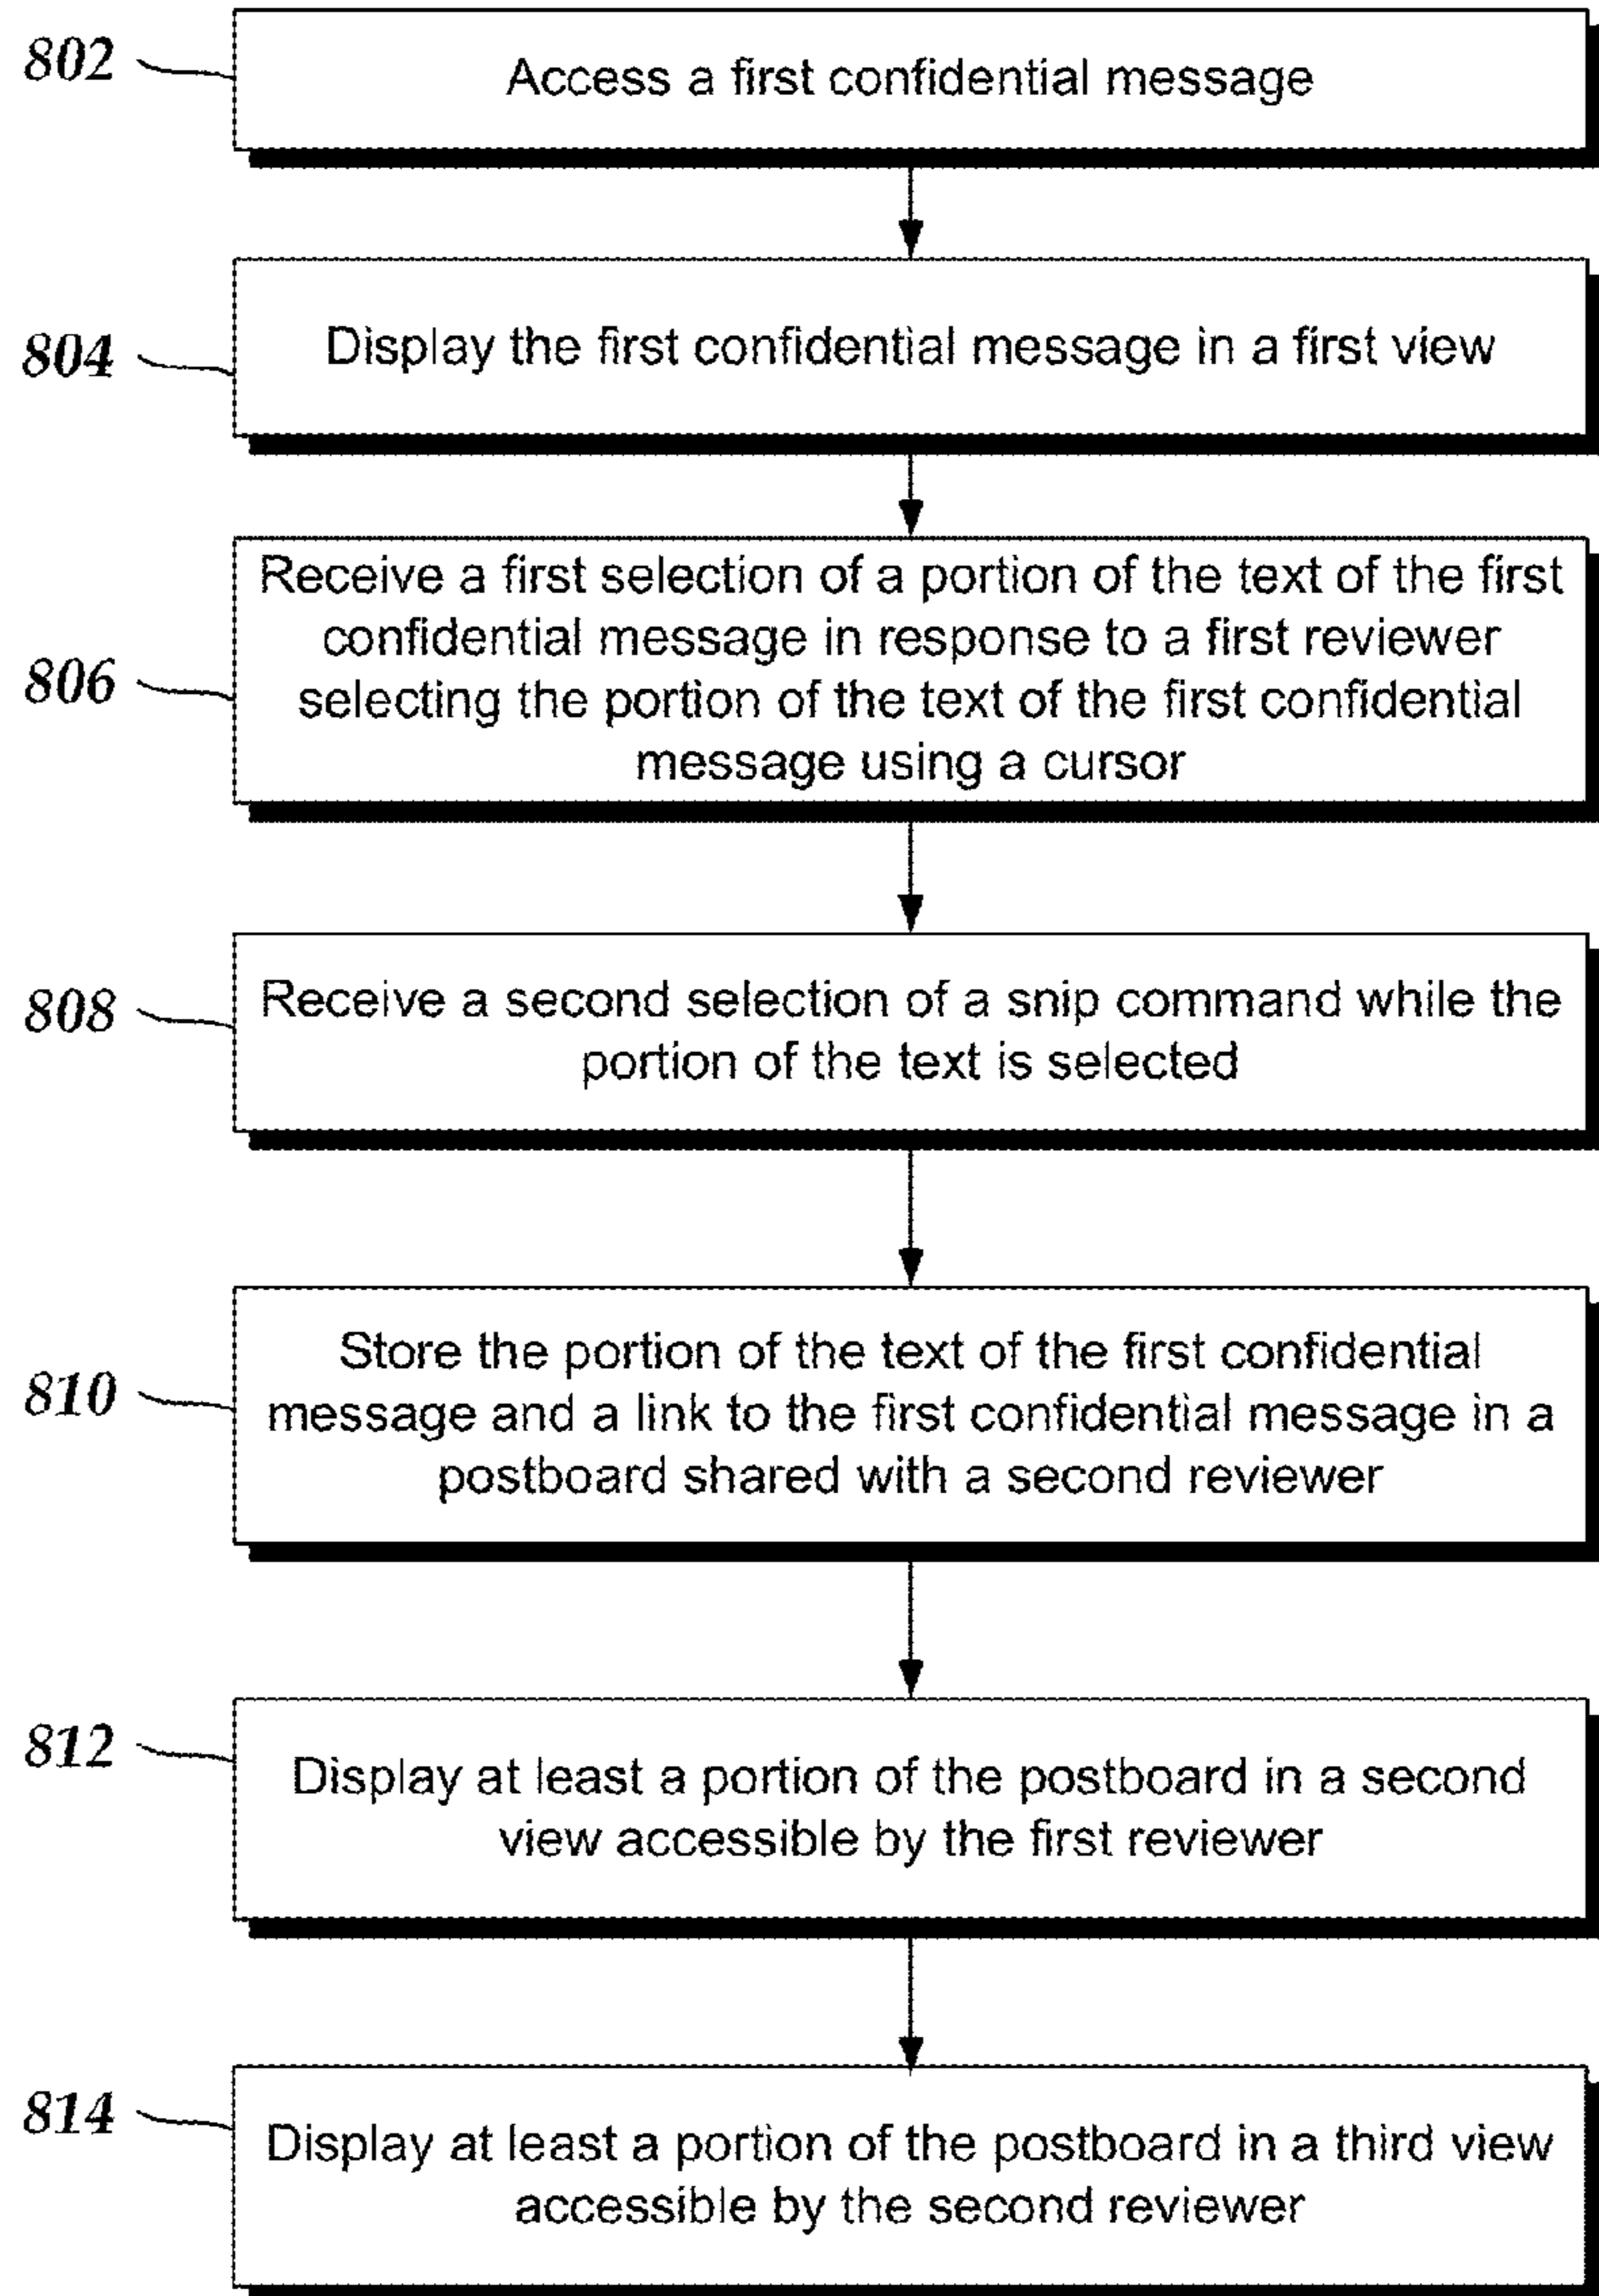 802
Access a first confidential message
804
Display the first confidential message in a first view
806
Receive a first selection of a portion of the text of the first
confidential message in response to a first reviewer
selecting the portion of the text of the first confidential
message using a cursor
808
Receive a second selection of a snip command while the
portion of the text is selected
810
Store the portion of the text of the first confidential
message and a link to the first confidential message in a
postboard shared with a second reviewer
812
Display at least a portion of the postboard in a second
view accessible by the first reviewer
814
Display at least a portion of the postboard in a third view
accessible by the second reviewer